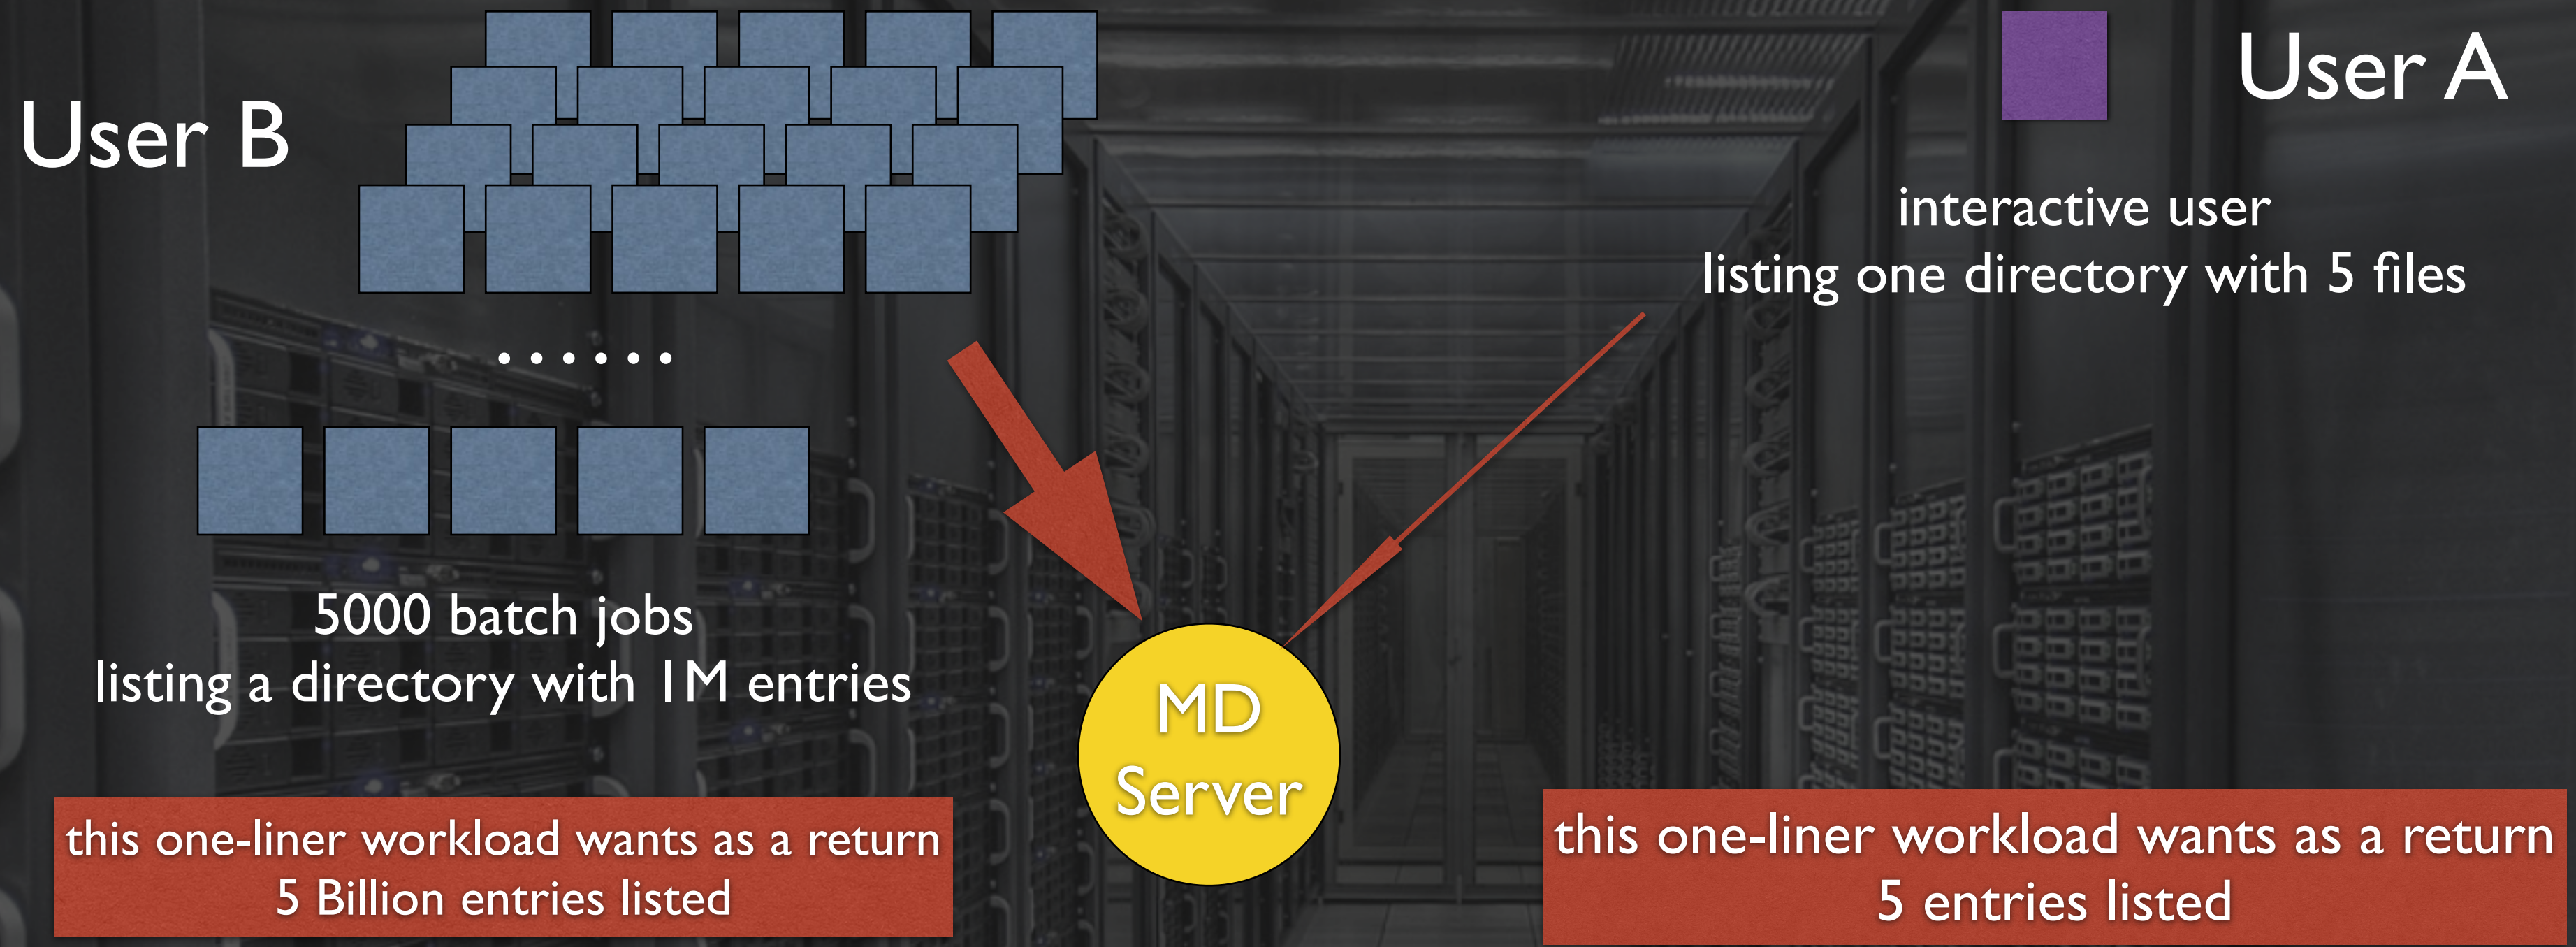 User B
User A
interactive user
listing one directory with 5 files
......
5000 batch jobs
listing a directory with 1M entries
MD
Server
this one-liner workload wants as a return
5 Billion entries listed
this one-liner workload wants as a return
5 entries listed